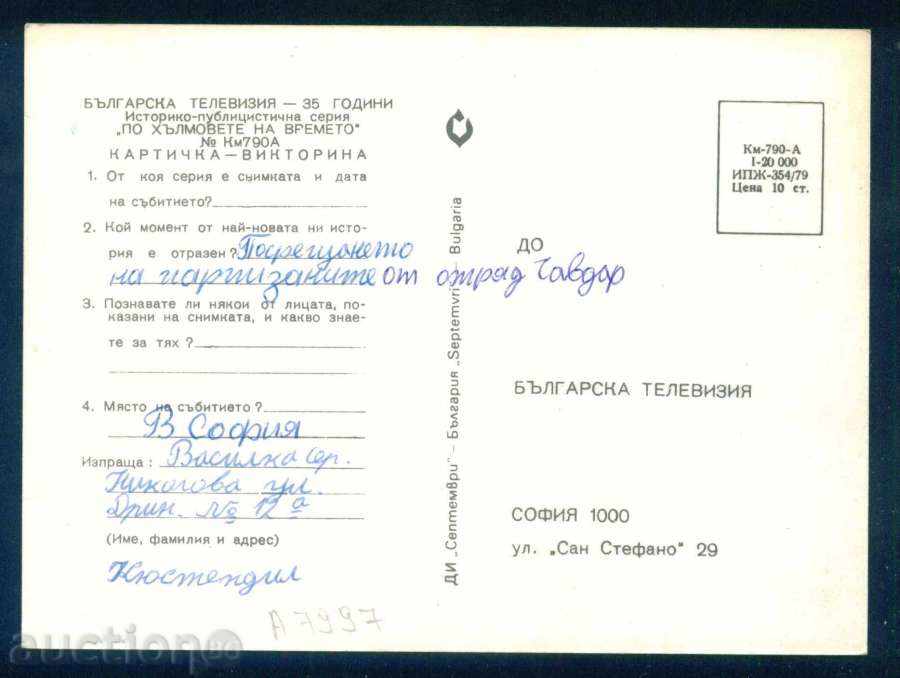 БЪЛГАРСКА ТЕЛЕВИЗИЯ — 35 ГОДИНИ
Историко-публицистична серия
„ПО ХЪЛМОВЕТЕ НА ВРЕМЕТО"
№ Км790А
КАРТИЧКА — ВИКТОРИНА
1. От коя серия е снимката и дата
на събитието?
2. Кой момент от най-новата ни исто-
рия е отразен? Посрещането
на партизаните от отряд Чавдар
3. Познавате ли някои от лицата, по-
казани на снимката, и какво знае-
те за тях?
4. Място на събитието?
В София
Изпраща: Василка
ул.
Дрин. № 12а
(Име, фамилия и адрес)
Кюстендил
А7997
ДИ „Септември" — България „Septemvri" — Bulgaria
Км-790-А
I-20 000
ИПЖ-354/79
Цена 10 ст.
ДО
БЪЛГАРСКА ТЕЛЕВИЗИЯ
СОФИЯ 1000
ул. „Сан Стефано" 29
auction